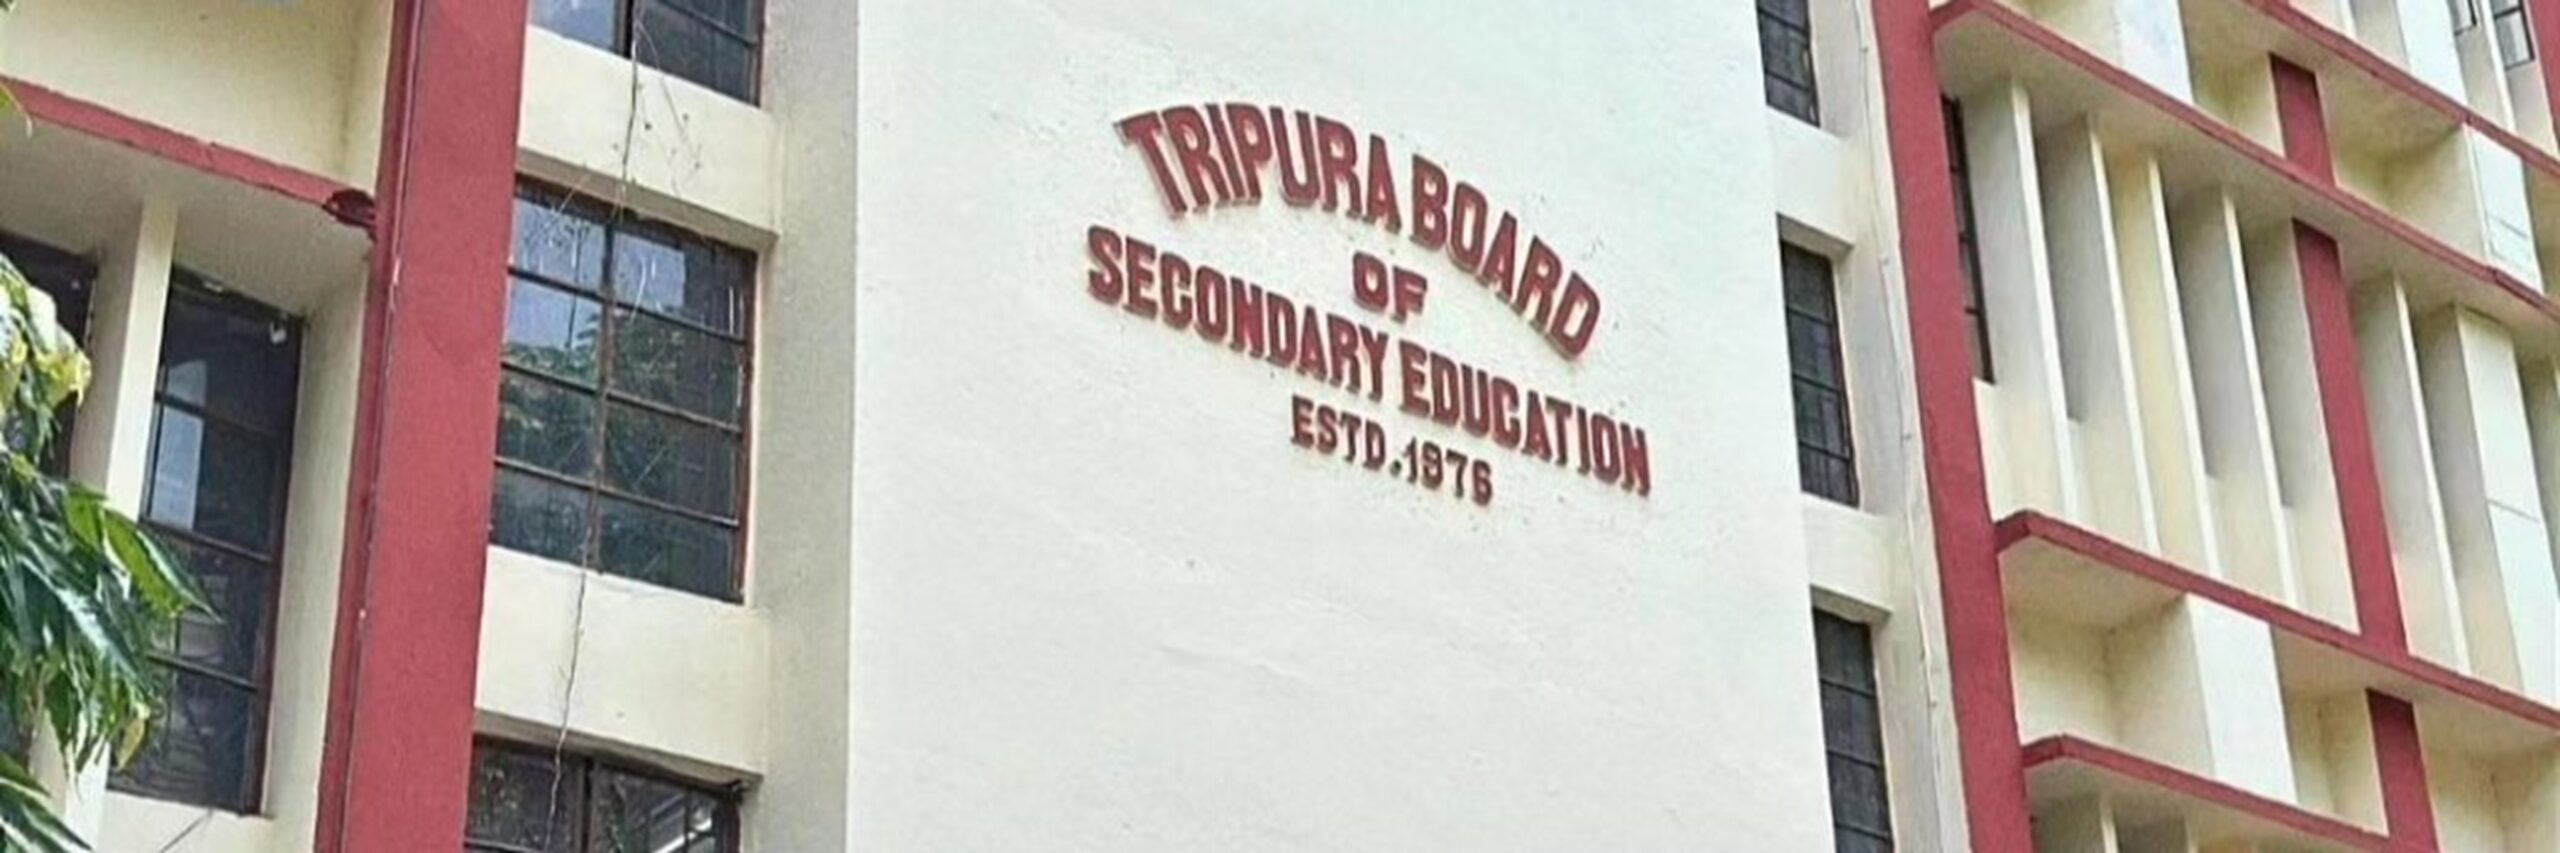 TRIPURA BOARD
OF
SECONDARY EDUCATION
ESTD.1976